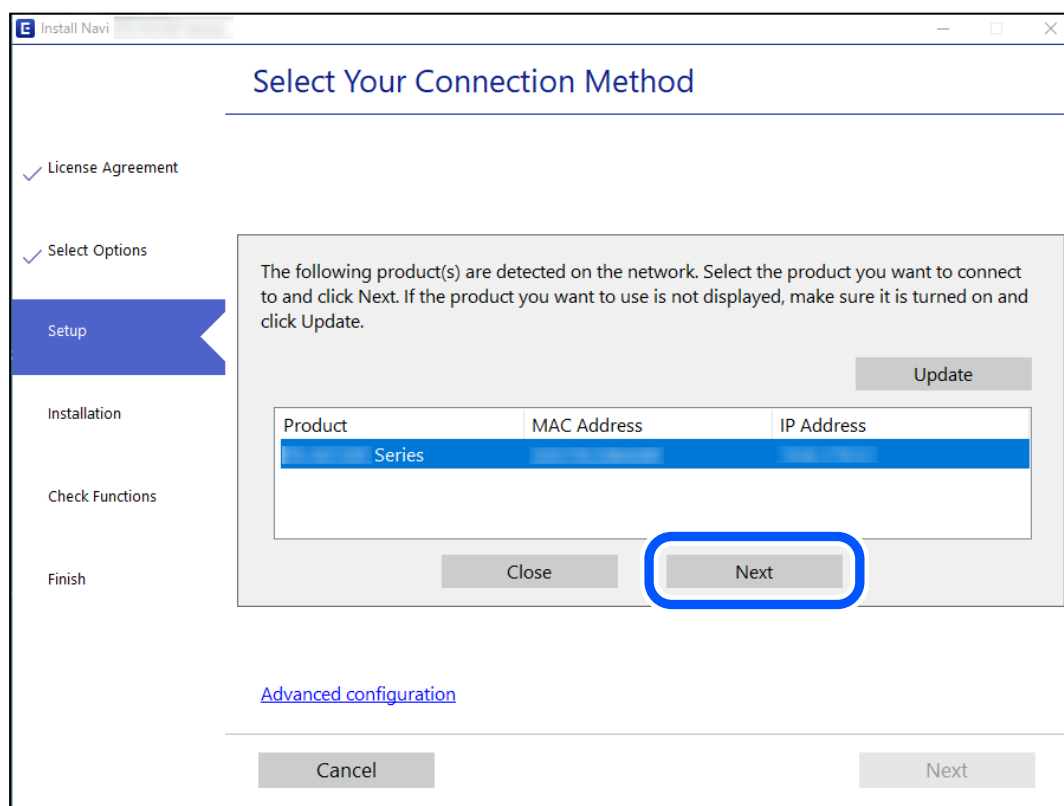 E Install Navi
Select Your Connection Method
License Agreement
Select Options
Setup
Installation
Check Functions
Finish
The following product(s) are detected on the network. Select the product you want to connect
to and click Next. If the product you want to use is not displayed, make sure it is turned on and
click Update.
Update
Product MAC Address IP Address
Series
Close Next
Advanced configuration
Cancel Next